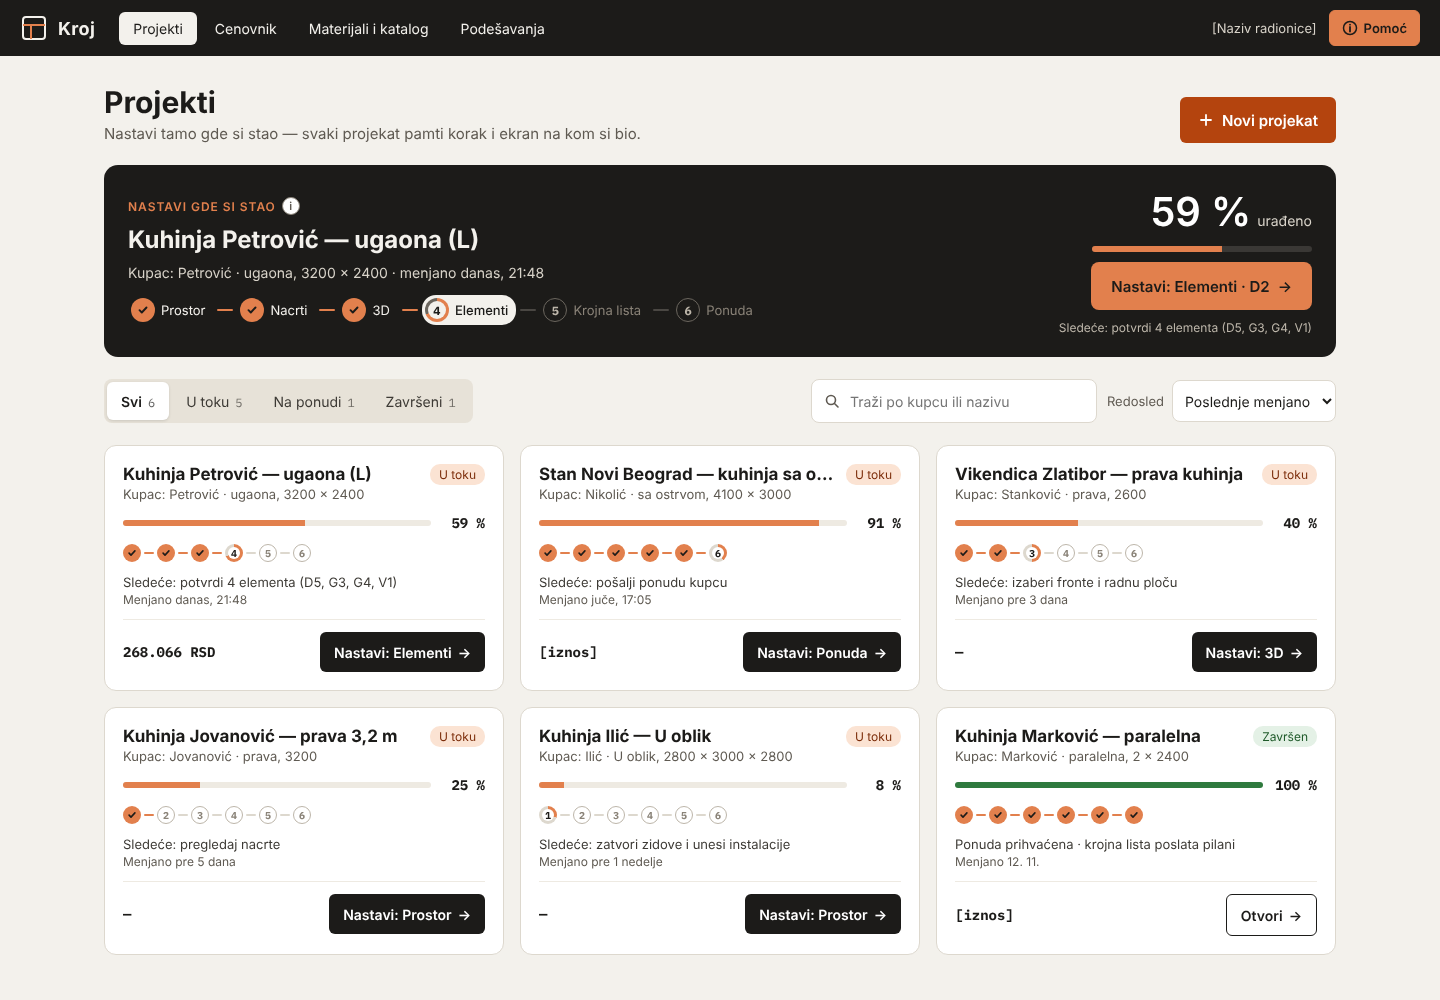 Kroj
Projekti
Cenovnik
Materijali i katalog
Podešavanja
[Naziv radionice]
Pomoć
Projekti
Nastavi tamo gde si stao — svaki projekat pamti korak i ekran na kom si bio.
+ Novi projekat
NASTAVI GDE SI STAO i
Kuhinja Petrović — ugaona (L)
Kupac: Petrović · ugaona, 3200 × 2400 · menjano danas, 21:48
Prostor
Nacrti
3D
4 Elementi
5 Krojna lista
6 Ponuda
59 % urađeno
Nastavi: Elementi · D2 →
Sledeće: potvrdi 4 elementa (D5, G3, G4, V1)
Svi 6
U toku 5
Na ponudi 1
Završeni 1
Traži po kupcu ili nazivu
Redosled
Poslednje menjano
Kuhinja Petrović — ugaona (L)
U toku
Kupac: Petrović · ugaona, 3200 × 2400
59 %
4 5 6
Sledeće: potvrdi 4 elementa (D5, G3, G4, V1)
Menjano danas, 21:48
268.066 RSD
Nastavi: Elementi →
Stan Novi Beograd — kuhinja sa o...
U toku
Kupac: Nikolić · sa ostrvom, 4100 × 3000
91 %
6
Sledeće: pošalji ponudu kupcu
Menjano juče, 17:05
[iznos]
Nastavi: Ponuda →
Vikendica Zlatibor — prava kuhinja
U toku
Kupac: Stanković · prava, 2600
40 %
3 4 5 6
Sledeće: izaberi fronte i radnu ploču
Menjano pre 3 dana
—
Nastavi: 3D →
Kuhinja Jovanović — prava 3,2 m
U toku
Kupac: Jovanović · prava, 3200
25 %
2 3 4 5 6
Sledeće: pregledaj nacrte
Menjano pre 5 dana
—
Nastavi: Prostor →
Kuhinja Ilić — U oblik
U toku
Kupac: Ilić · U oblik, 2800 × 3000 × 2800
8 %
1 2 3 4 5 6
Sledeće: zatvori zidove i unesi instalacije
Menjano pre 1 nedelje
—
Nastavi: Prostor →
Kuhinja Marković — paralelna
Završen
Kupac: Marković · paralelna, 2 × 2400
100 %
Ponuda prihvaćena · krojna lista poslata pilani
Menjano 12. 11.
[iznos]
Otvori →